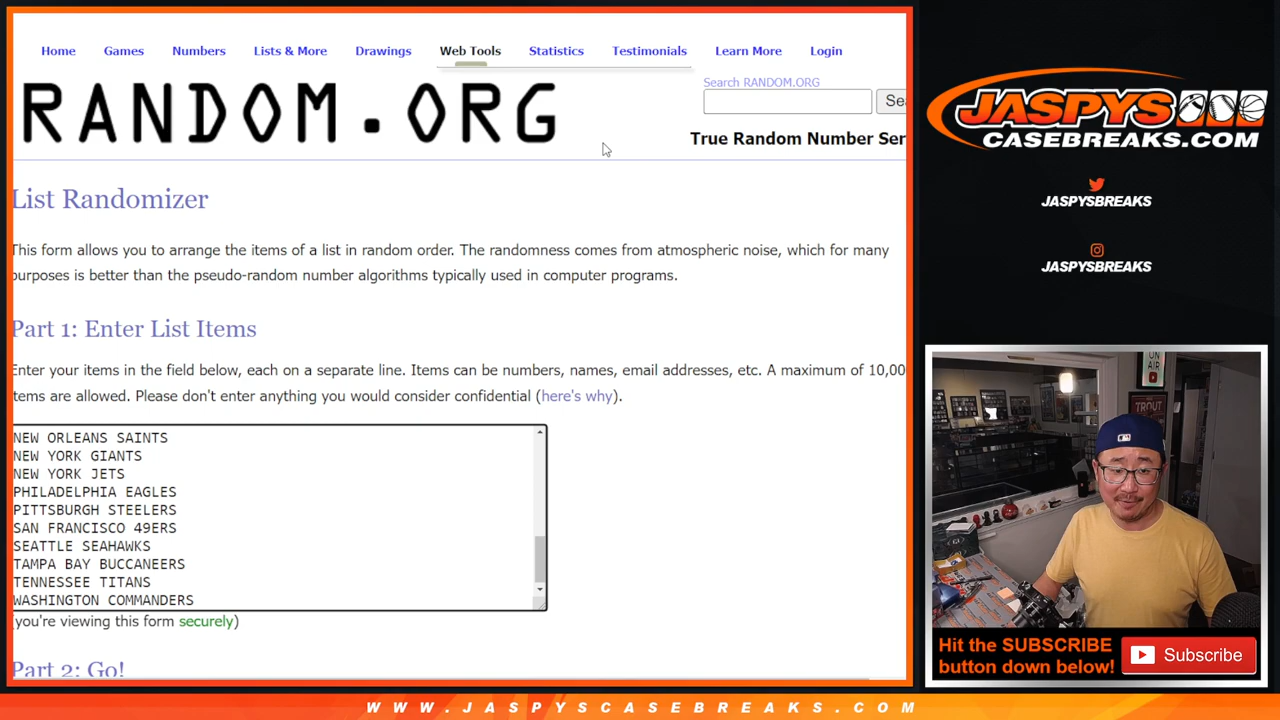 Home Games Numbers Lists & More Drawings Web Tools Statistics Testimonials Learn More Login
Search RANDOM.ORG
RANDOM.ORG
True Random Number Ser
List Randomizer
This form allows you to arrange the items of a list in random order. The randomness comes from atmospheric noise, which for many
purposes is better than the pseudo-random number algorithms typically used in computer programs.
Part 1: Enter List Items
Enter your items in the field below, each on a separate line. Items can be numbers, names, email addresses, etc. A maximum of 10,00
items are allowed. Please don't enter anything you would consider confidential (here's why).
NEW ORLEANS SAINTS
NEW YORK GIANTS
NEW YORK JETS
PHILADELPHIA EAGLES
PITTSBURGH STEELERS
SAN FRANCISCO 49ERS
SEATTLE SEAHAWKS
TAMPA BAY BUCCANEERS
TENNESSEE TITANS
WASHINGTON COMMANDERS
(you're viewing this form securely)
Part 2: Go!
JASPYS
CASEBREAKS.COM
JASPYSBREAKS
JASPYSBREAKS
ON AIR
TROUT
Hit the SUBSCRIBE
button down below!
Subscribe
WWW.JASPYSCASEBREAKS.COM